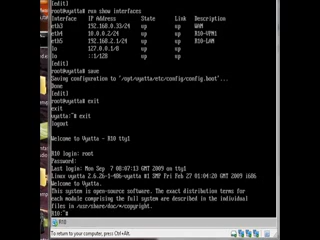 [edit]
root@vyatta# run show interfaces
Interface    IP Address    State    Link    Description
eth3    192.168.0.33/24    up    up    WAN
eth4    10.0.0.2/24    up    up    R10-VPN1
eth5    192.168.2.1/24    up    up    R10-LAN
lo    127.0.0.1/8    up    up
lo    ::1/128    up    up
[edit]
root@vyatta# save
Saving configuration to '/opt/vyatta/etc/config/config.boot'...
Done
[edit]
root@vyatta# exit
exit
vyatta:~# exit
logout
Welcome to Vyatta - R10 tty1
R10 login: root
Password:
Last login: Mon Sep 7 08:07:13 GMT 2009 on tty1
Linux vyatta 2.6.26-1-486-vyatta #1 SMP Fri Feb 27 01:04:20 GMT 2009 i686
Welcome to Vyatta.
This system is open-source software. The exact distribution terms for
each module comprising the full system are described in the individual
files in /usr/share/doc/*/copyright.
R10:~#
R10
To return to your computer, press Ctrl+Alt.